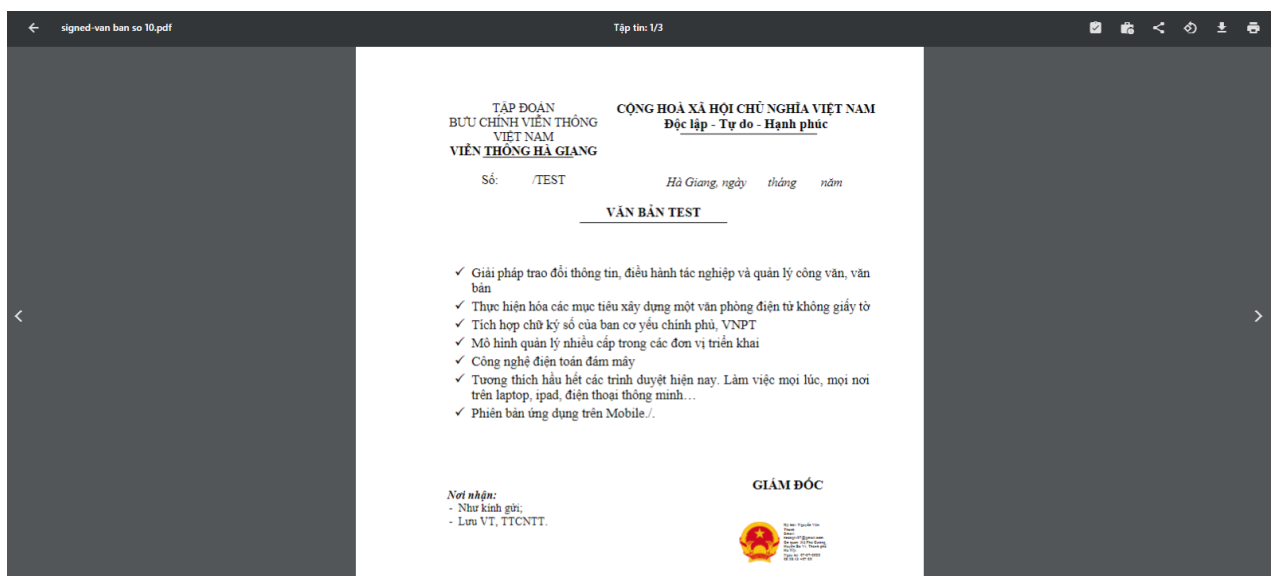 signed-van ban so 10.pdf
Tập tin: 1/3
TẬP ĐOÀN
BƯU CHÍNH VIỄN THÔNG
VIỆT NAM
VIỄN THÔNG HÀ GIANG
CỘNG HOÀ XÃ HỘI CHŨ NGHĨA VIỆT NAM
Độc lập - Tự do - Hạnh phúc
Số: /TEST
Hà Giang, ngày tháng năm
VĂN BẢN TEST
✓ Giải pháp trao đổi thông tin, điều hành tác nghiệp và quản lý công văn, văn
bản
✓ Thực hiện hóa các mục tiêu xây dựng một văn phòng điện tử không giấy tờ
✓ Tích hợp chữ ký số của ban cơ yếu chính phủ, VNPT
✓ Mô hình quản lý nhiều cấp trong các đơn vị triển khai
✓ Công nghệ điện toán đám mây
✓ Tương thích hầu hết các trình duyệt hiện nay. Làm việc mọi lúc, mọi nơi
trên laptop, ipad, điện thoại thông minh…
✓ Phiên bản ứng dụng trên Mobile./.
GIÁM ĐỐC
Nơi nhận:
- Như kính gửi;
- Lưu VT, TTCNTT.